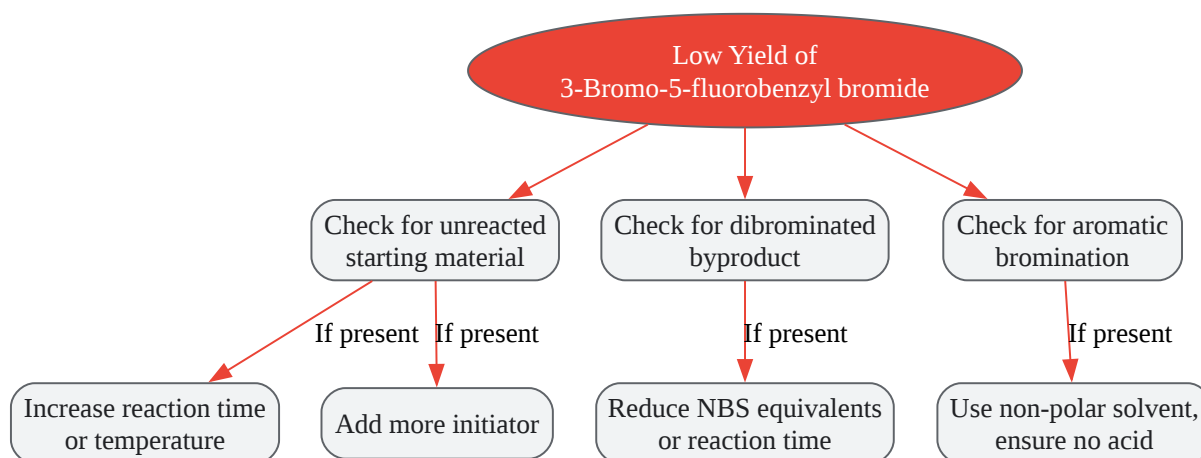 Low Yield of
3-Bromo-5-fluorobenzyl bromide
Check for unreacted
starting material
Check for dibrominated
byproduct
Check for aromatic
bromination
If present
If present
If present
If present
Increase reaction time
or temperature
Add more initiator
Reduce NBS equivalents
or reaction time
Use non-polar solvent,
ensure no acid